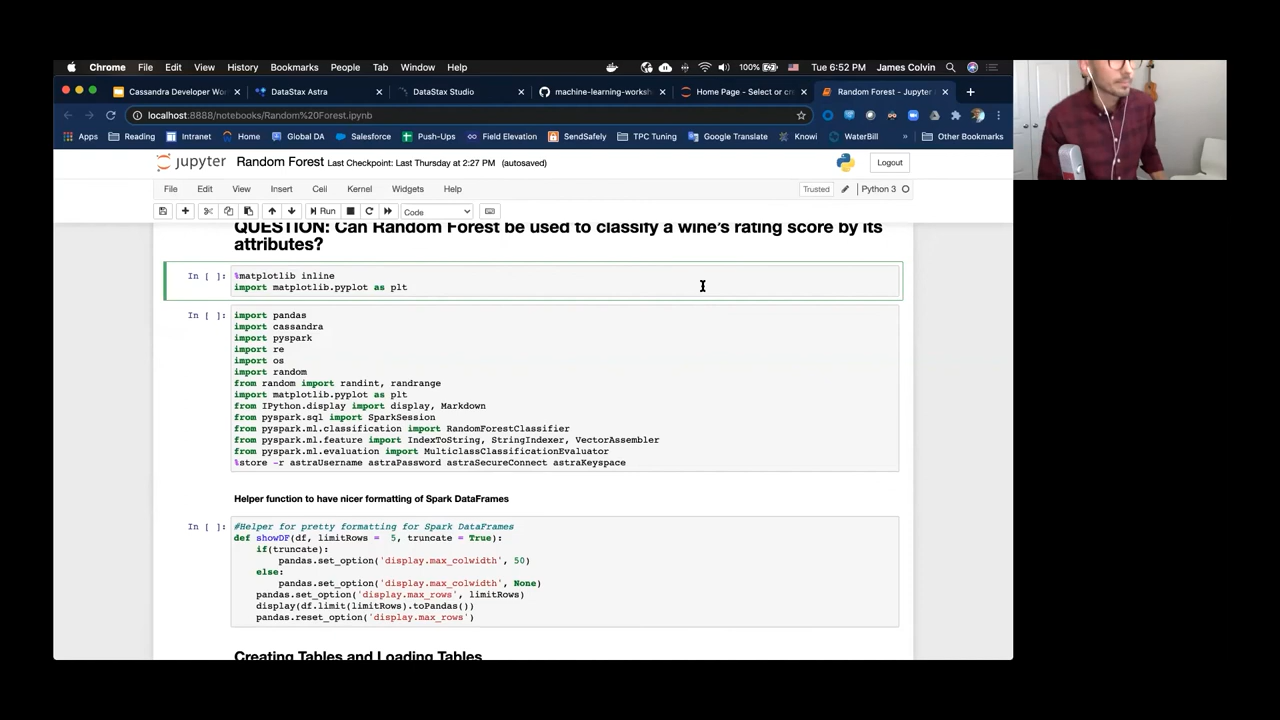 Chrome File Edit View History Bookmarks People Tab Window Help 100% Tue 6:52 PM James Colvin
Cassandra Developer Wor DataStax Astra DataStax Studio machine-learning-worksh Home Page - Select or cre Random Forest - Jupyter
localhost:8888/notebooks/Random%20Forest.ipynb
Apps Reading Intranet Home Global DA Salesforce Push-Ups Field Elevation SendSafely TPC Tuning Google Translate Knowi WaterBill » Other Bookmarks
jupyter Random Forest Last Checkpoint: Last Thursday at 2:27 PM (autosaved) Logout
File Edit View Insert Cell Kernel Widgets Help Trusted Python 3
Run Code
QUESTION: Can Random Forest be used to classify a wine's rating score by its
attributes?
In [ ]: %matplotlib inline
import matplotlib.pyplot as plt
In [ ]: import pandas
import cassandra
import pyspark
import re
import os
import random
from random import randint, randrange
import matplotlib.pyplot as plt
from IPython.display import display, Markdown
from pyspark.sql import SparkSession
from pyspark.ml.classification import RandomForestClassifier
from pyspark.ml.feature import IndexToString, StringIndexer, VectorAssembler
from pyspark.ml.evaluation import MulticlassClassificationEvaluator
%store -r astraUsername astraPassword astraSecureConnect astraKeyspace
Helper function to have nicer formatting of Spark DataFrames
In [ ]: #Helper for pretty formatting for Spark DataFrames
def showDF(df, limitRows =  5, truncate = True):
    if(truncate):
        pandas.set_option('display.max_colwidth', 50)
    else:
        pandas.set_option('display.max_colwidth', None)
    pandas.set_option('display.max_rows', limitRows)
    display(df.limit(limitRows).toPandas())
    pandas.reset_option('display.max_rows')
Creating Tables and Loading Tables